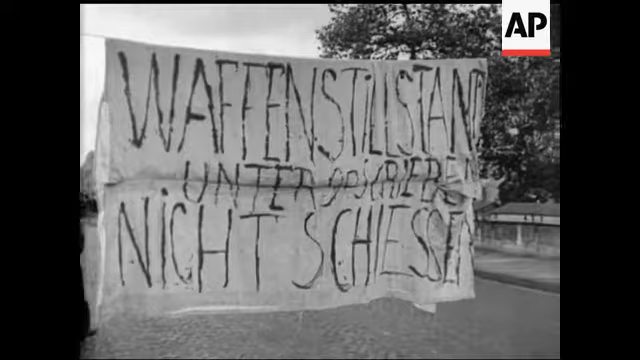 AP
WAFFENSTILLSTAND
UNTERSCHRIEBEN
NICHT SCHIESSEN